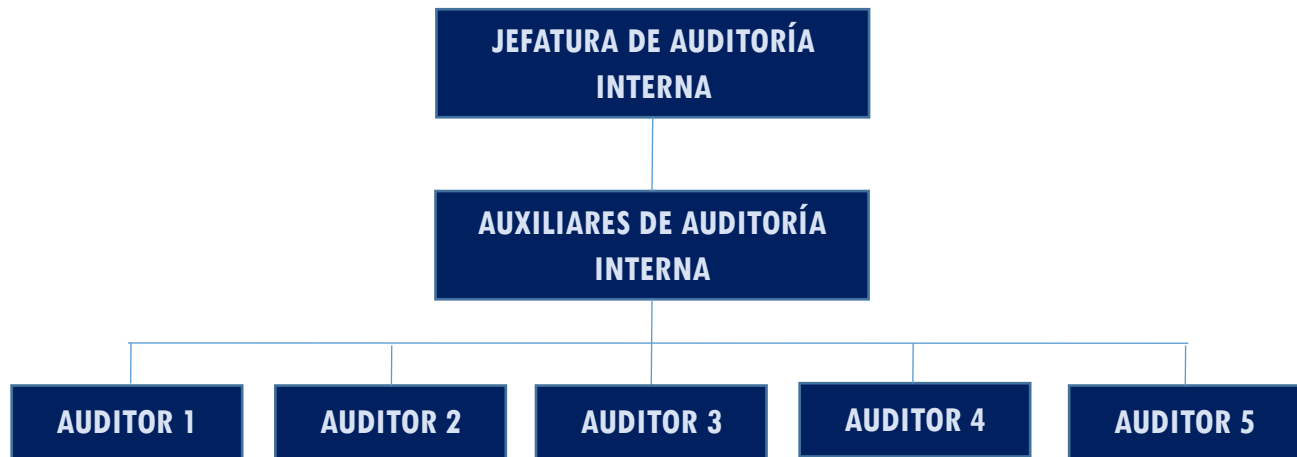 JEFATURA DE AUDITORÍA
INTERNA
AUXILIARES DE AUDITORÍA
INTERNA
AUDITOR 1
AUDITOR 2
AUDITOR 3
AUDITOR 4
AUDITOR 5